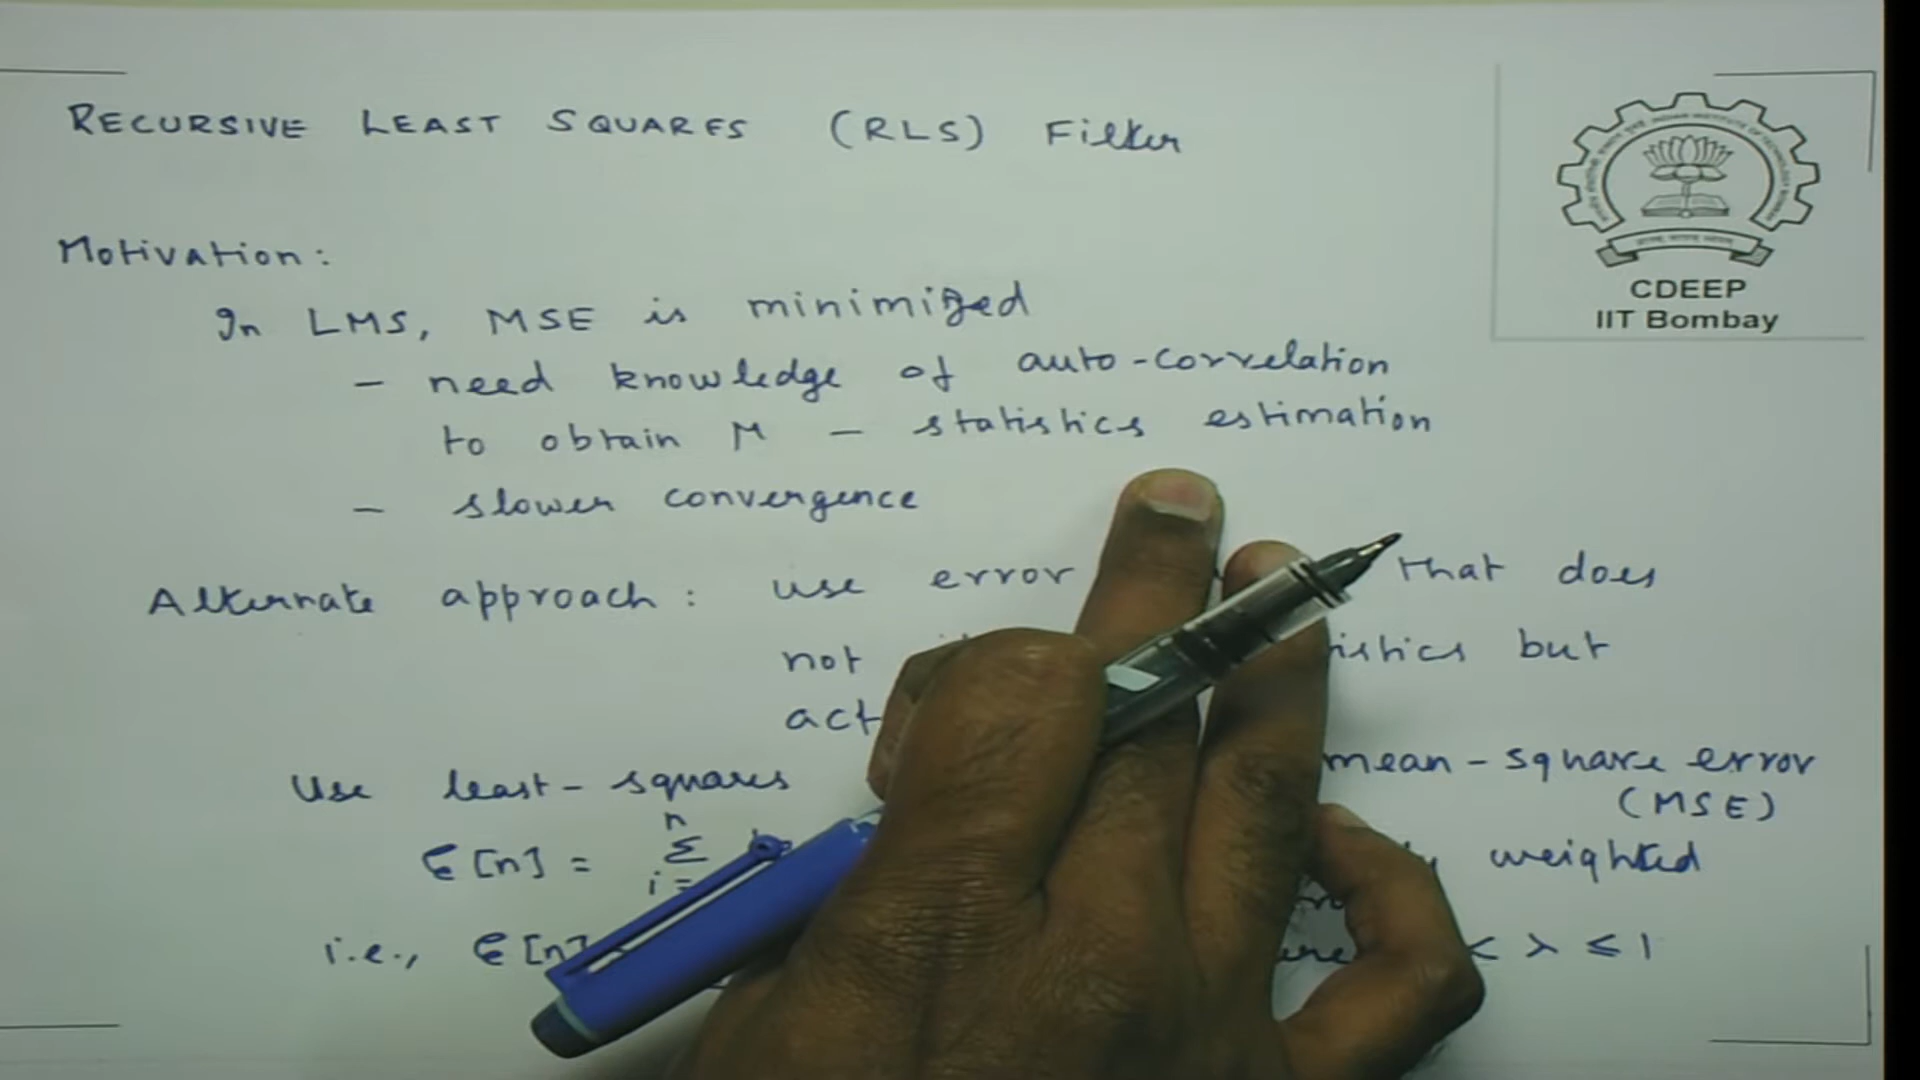 RECURSIVE LEAST SQUARES (RLS) Filter
CDEEP
IIT Bombay
Motivation:
In LMS, MSE is minimized
- need knowledge of auto-correlation
to obtain M - statistics estimation
- slower convergence
Alternate approach: use error that does
not but
Use least-squares mean-square error
(MSE)
ε[n] = n Σ i= weighted
i.e., ε[n] < λ ≤ 1